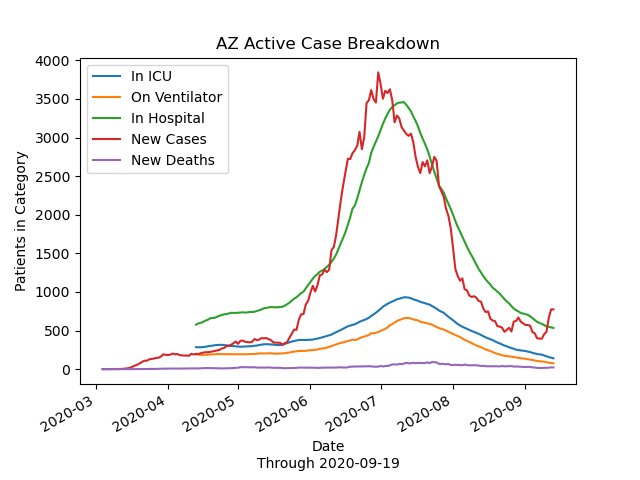 AZ Active Case Breakdown
In ICU
On Ventilator
In Hospital
New Cases
New Deaths
Patients in Category
4000
3500
3000
2500
2000
1500
1000
500
0
2020-03
2020-04
2020-05
2020-06
2020-07
2020-08
2020-09
Date
Through 2020-09-19